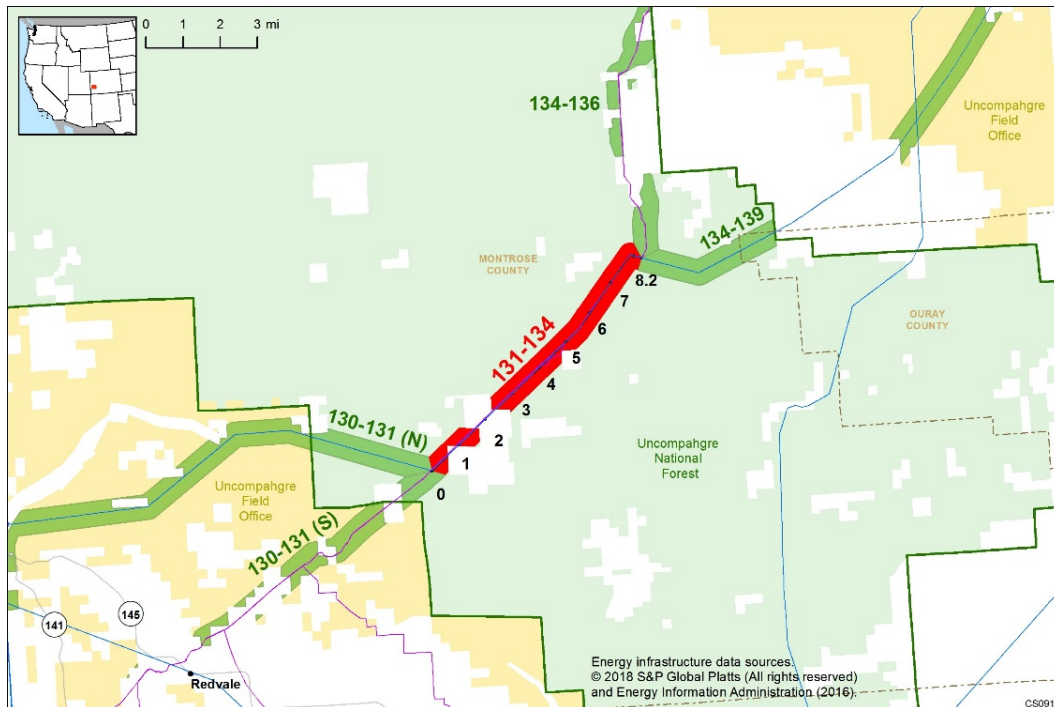 0 1 2 3 mi
134-136
Uncompahgre
Field
Office
134-139
MONTROSE
COUNTY
8.2
7
OURAY
COUNTY
6
131-134
5
4
3
130-131 (N)
2
Uncompahgre
National
Forest
1
0
Uncompahgre
Field
Office
130-131 (S)
145
141
Redvale
Energy infrastructure data sources.
© 2018 S&P Global Platts (All rights reserved)
and Energy Information Administration (2016).
CS091